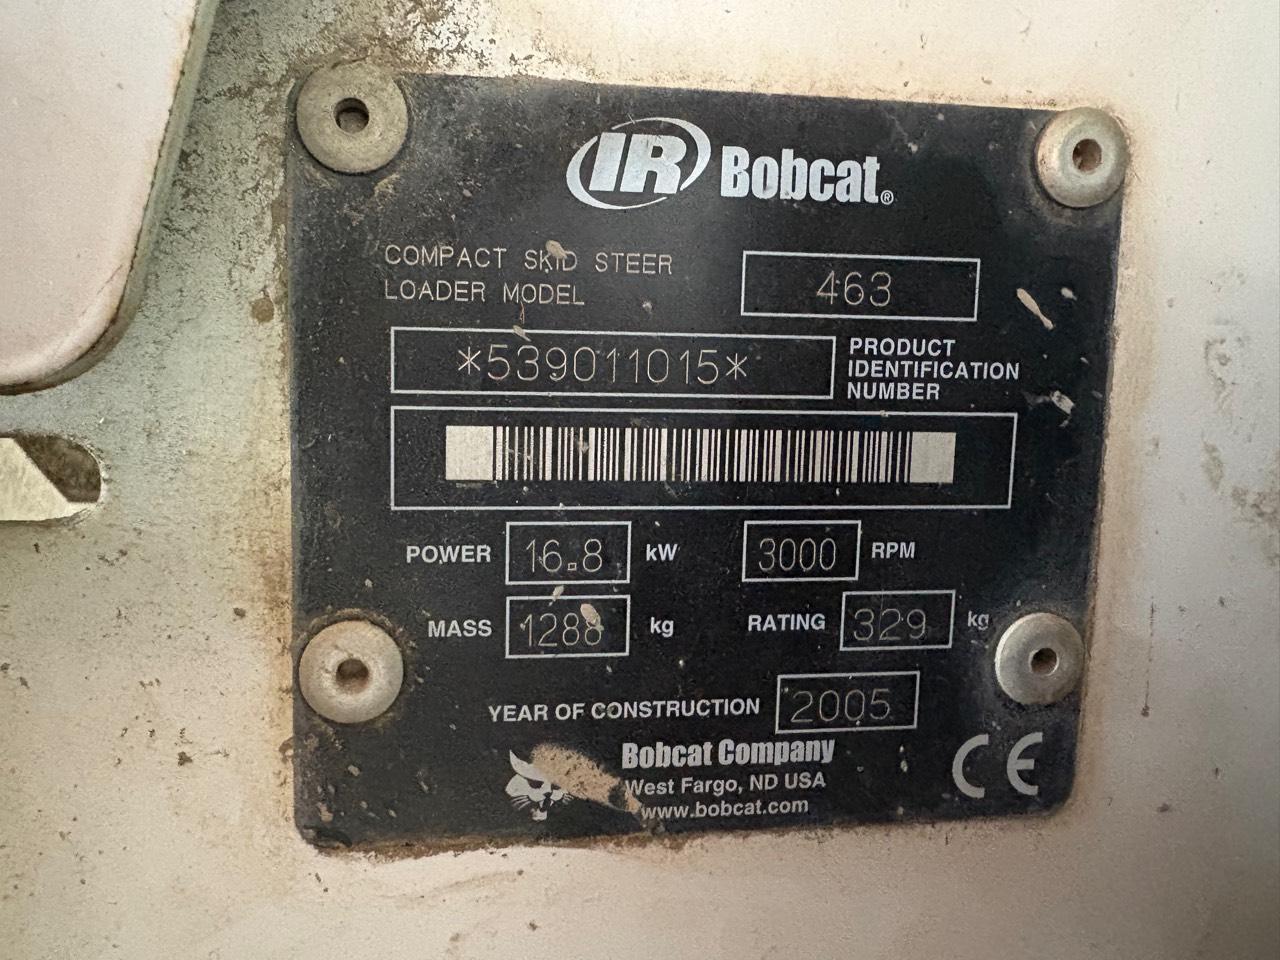 IR Bobcat®
COMPACT SKID STEER
LOADER MODEL 463
*539011015* PRODUCT
IDENTIFICATION
NUMBER
POWER 16.8 kW 3000 RPM
MASS 1288 kg RATING 329 kg
YEAR OF CONSTRUCTION 2005
Bobcat Company
West Fargo, ND USA
www.bobcat.com
CE